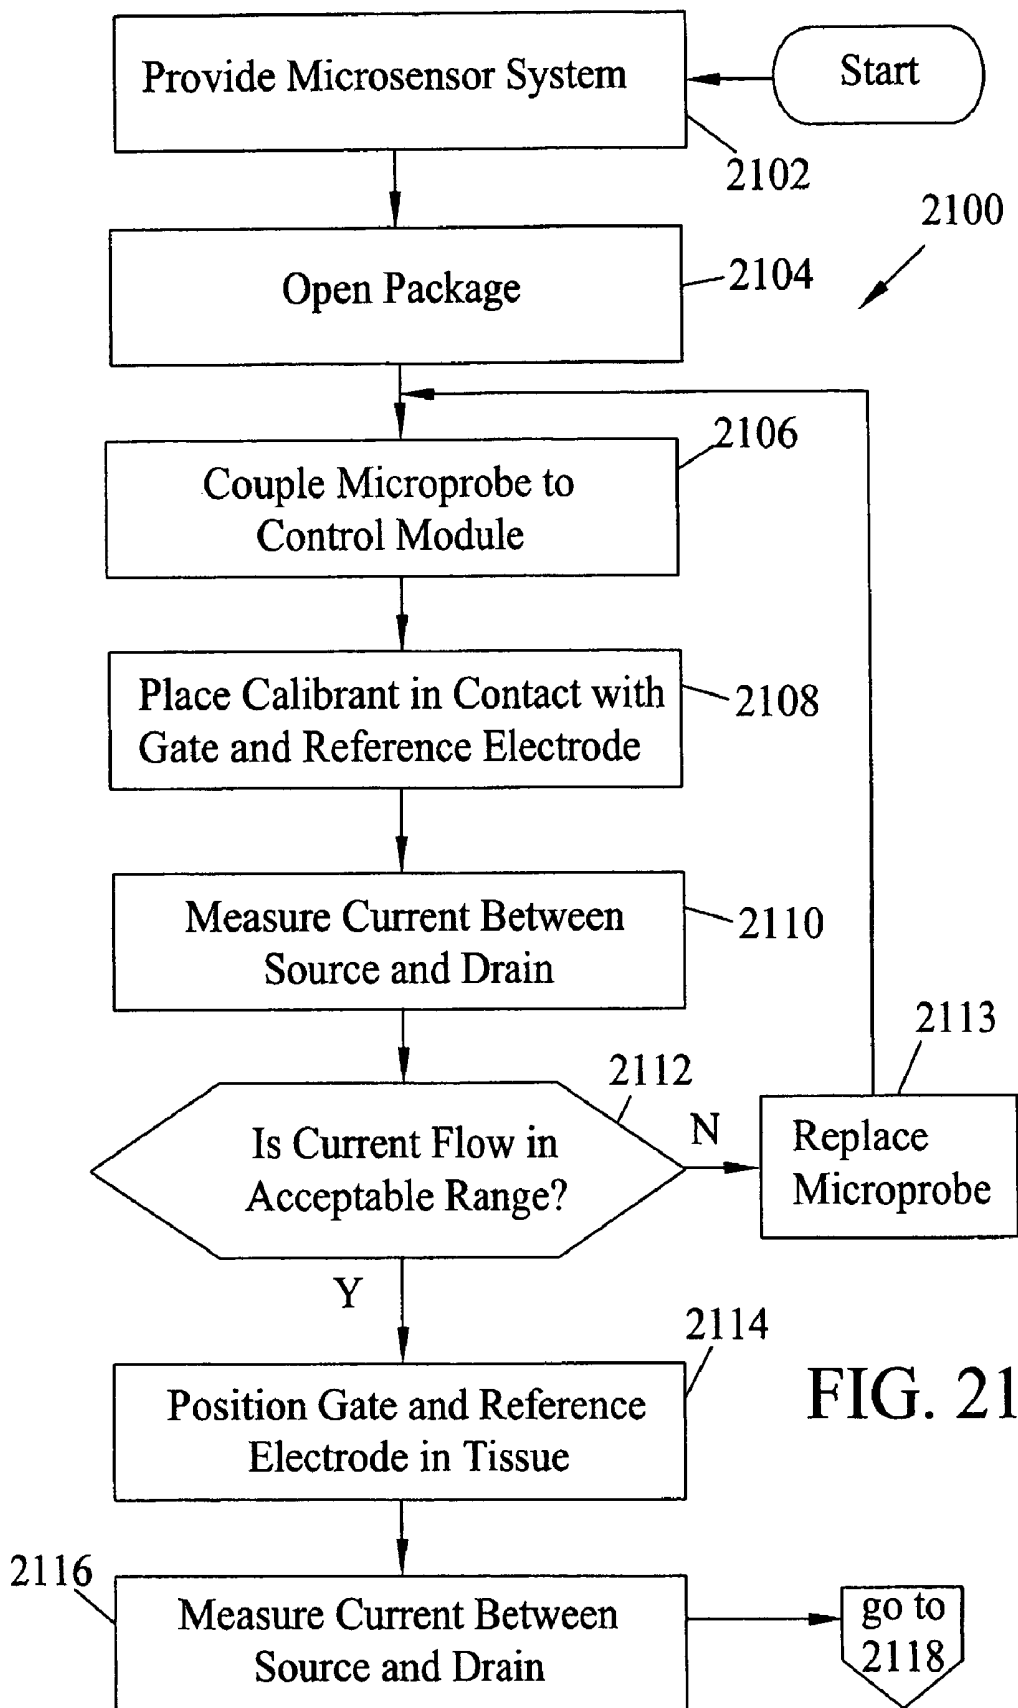 Provide Microsensor System
Start
2102
2100
Open Package
2104
2106
Couple Microprobe to
Control Module
Place Calibrant in Contact with
Gate and Reference Electrode
2108
Measure Current Between
Source and Drain
2110
2113
2112
Is Current Flow in
Acceptable Range?
N
Replace
Microprobe
Y
2114
Position Gate and Reference
Electrode in Tissue
FIG. 21
2116
Measure Current Between
Source and Drain
go to
2118